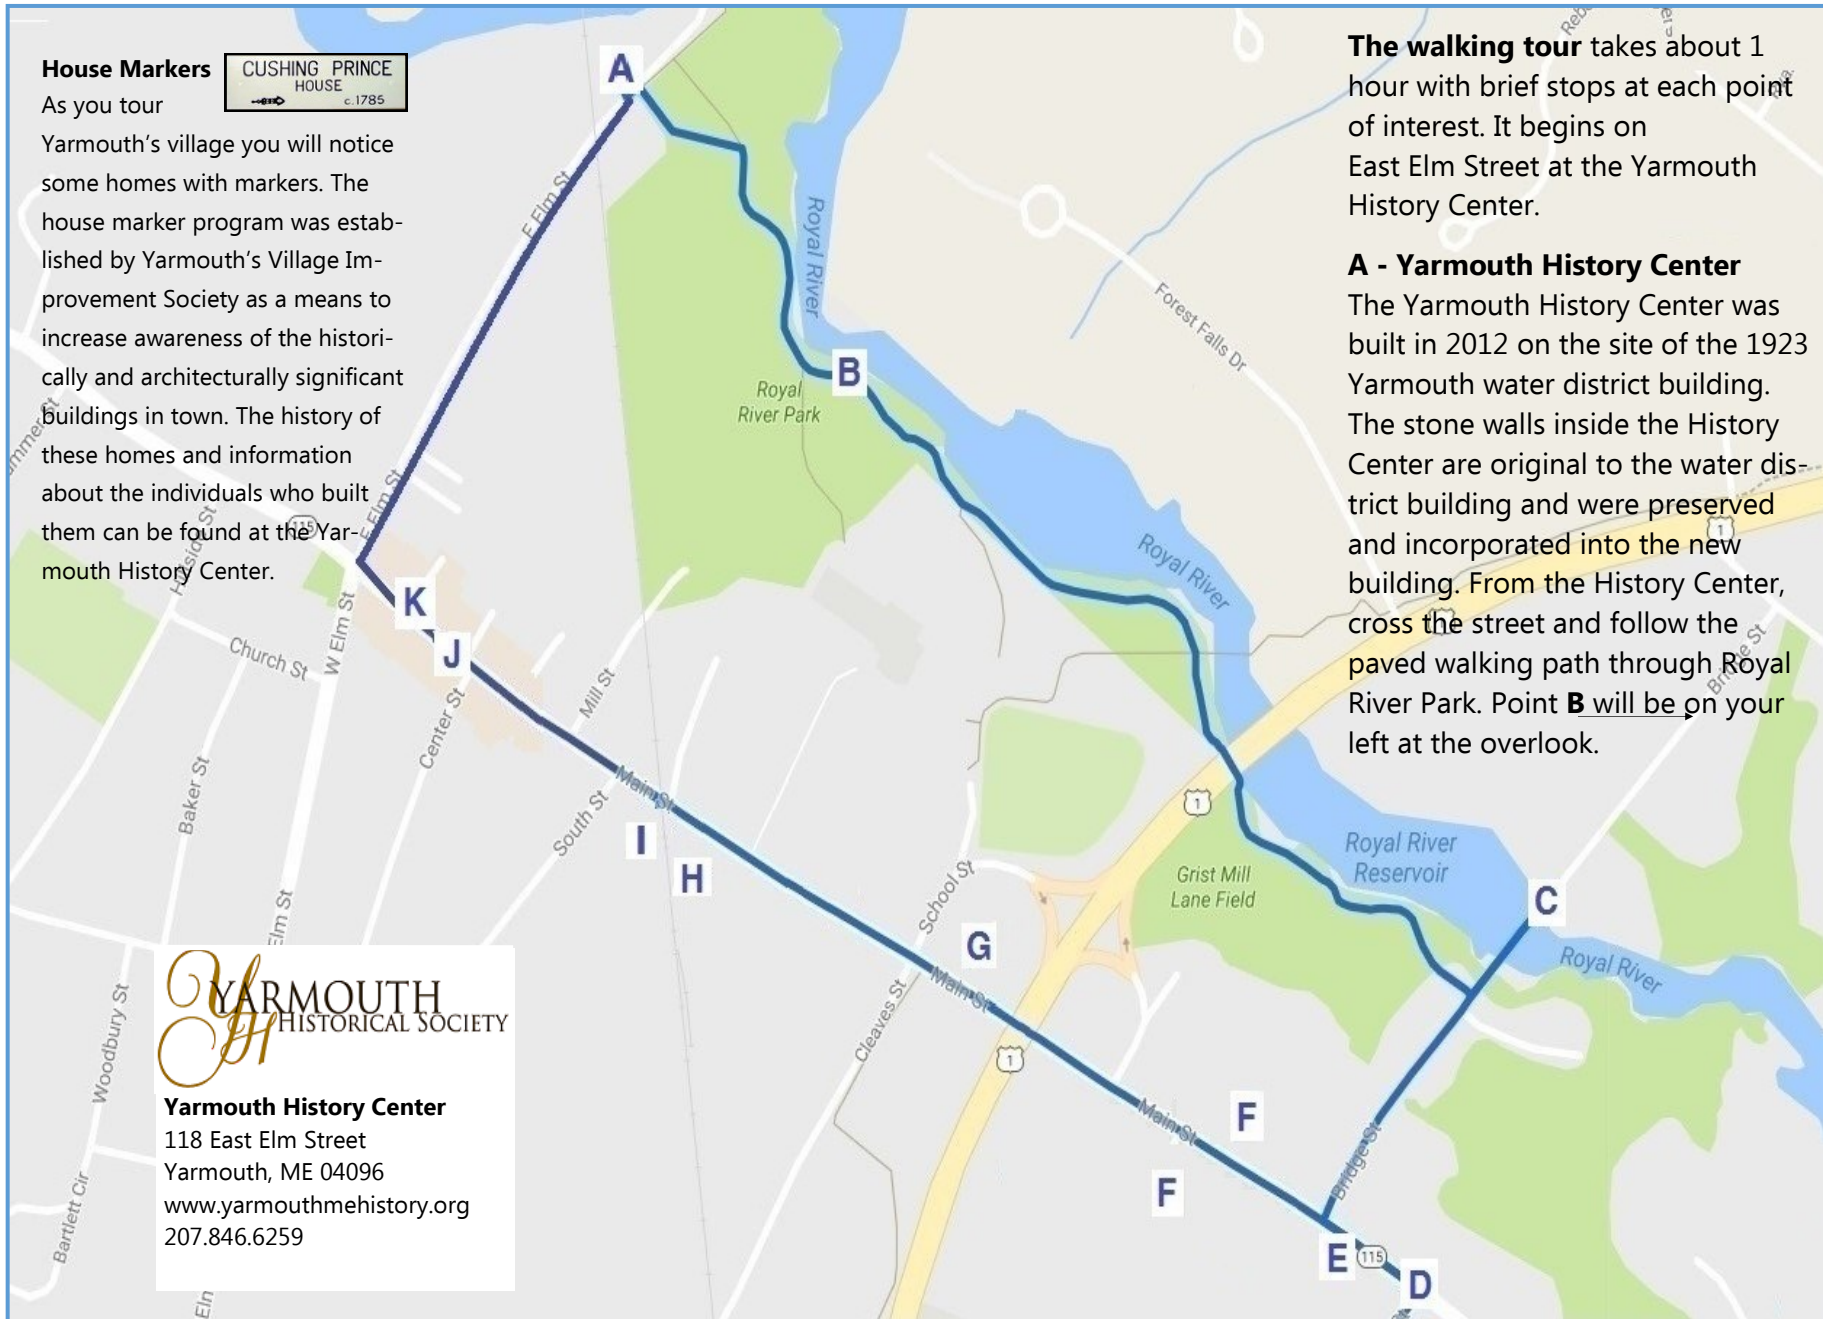 House Markers
CUSHING PRINCE
HOUSE
c.1785
As you tour
Yarmouth's village you will notice
some homes with markers. The
house marker program was estab-
lished by Yarmouth's Village Im-
provement Society as a means to
increase awareness of the histori-
cally and architecturally significant
buildings in town. The history of
these homes and information
about the individuals who built
them can be found at the Yar-
mouth History Center.
The walking tour takes about 1
hour with brief stops at each point
of interest. It begins on
East Elm Street at the Yarmouth
History Center.
A - Yarmouth History Center
The Yarmouth History Center was
built in 2012 on the site of the 1923
Yarmouth water district building.
The stone walls inside the History
Center are original to the water dis-
trict building and were preserved
and incorporated into the new
building. From the History Center,
cross the street and follow the
paved walking path through Royal
River Park. Point B will be on your
left at the overlook.
A
E Elm St
Royal River
Forest Falls Dr
B
Royal
River Park
E Elm St
115
Hillside St
Royal River
1
1
Bridge St
K
J
W Elm St
Church St
Mill St
Center St
Main St
South St
Baker St
I
H
1
Royal River
Reservoir
Grist Mill
Lane Field
C
School St
G
Main St
Elm St
Royal River
Cleaves St
Woodbury St
1
Main St
F
F
Bridge St
E
115
D
Bartlett Cir
Eln
YARMOUTH
HISTORICAL SOCIETY
Yarmouth History Center
118 East Elm Street
Yarmouth, ME 04096
www.yarmouthmehistory.org
207.846.6259